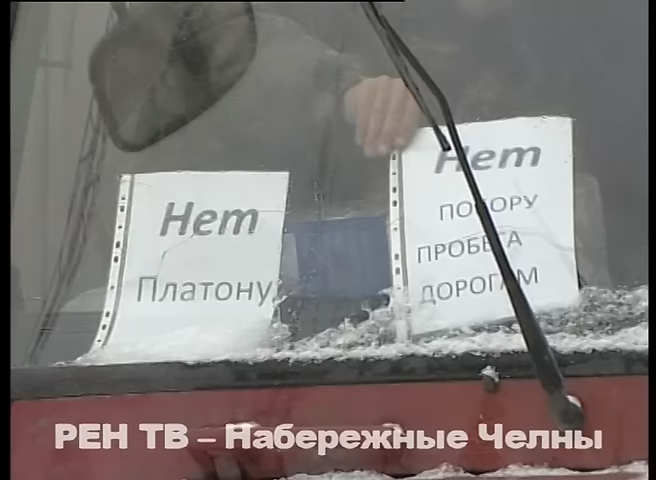 Нет
Платону
Нет
ПОБОРУ
ПРОБЕГА
ДОРОГАМ
РЕН ТВ – Набережные Челны